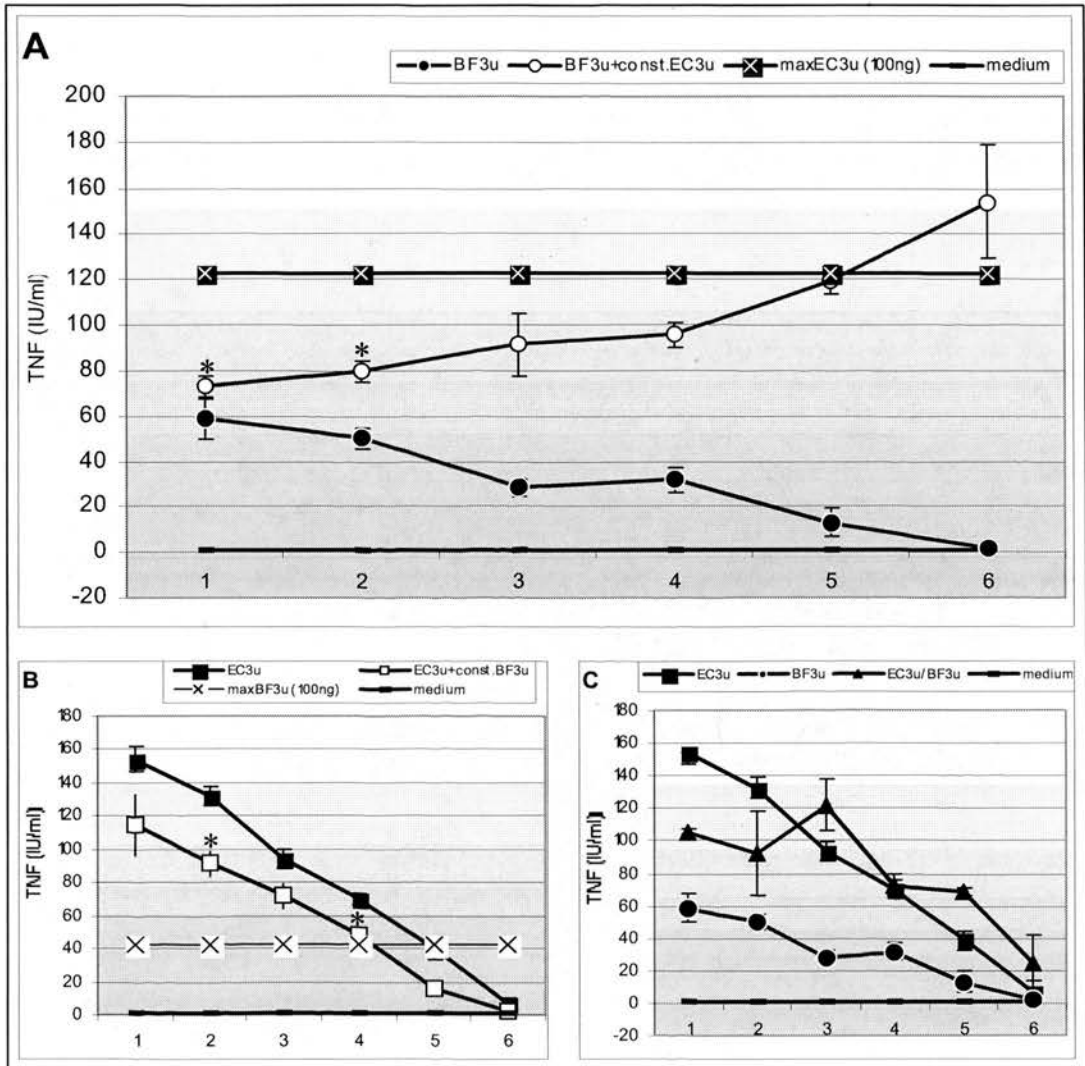 A
BF3u BF3u+const.EC3u maxEC3u (100ng) medium
200
180
160
140
120
100
80
60
40
20
0
-20
TNF (IU/ml)
* *
1 2 3 4 5 6
B
EC3u EC3u+const.BF3u
maxBF3u (100ng) medium
180
160
140
120
100
80
60
40
20
0
TNF (IU/ml)
* *
1 2 3 4 5 6
C
EC3u BF3u EC3u/BF3u medium
180
160
140
120
100
80
60
40
20
0
-20
TNF (IU/ml)
1 2 3 4 5 6